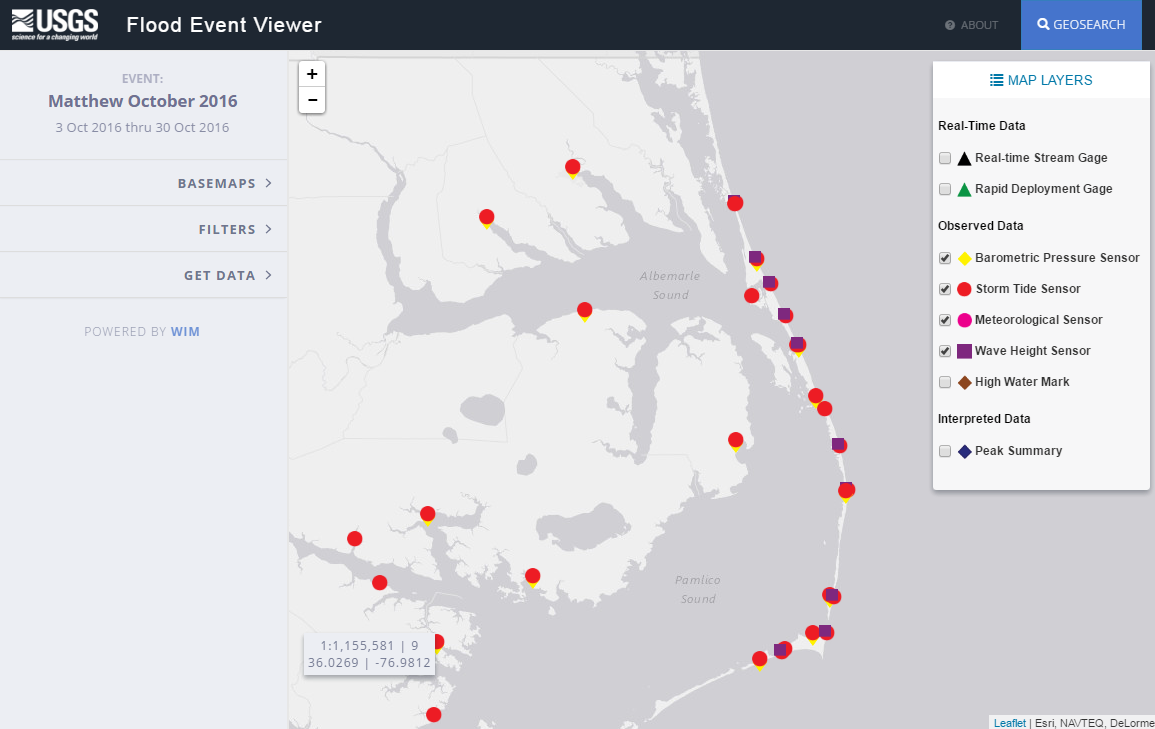 USGS
science for a changing world
Flood Event Viewer
ABOUT
GEOSEARCH
EVENT:
Matthew October 2016
3 Oct 2016 thru 30 Oct 2016
BASEMAPS
FILTERS
GET DATA
POWERED BY WIM
+
−
Albemarle
Sound
Pamlico
Sound
1:1,155,581 | 9
36.0269 | -76.9812
MAP LAYERS
Real-Time Data
Real-time Stream Gage
Rapid Deployment Gage
Observed Data
Barometric Pressure Sensor
Storm Tide Sensor
Meteorological Sensor
Wave Height Sensor
High Water Mark
Interpreted Data
Peak Summary
Leaflet | Esri, NAVTEQ, DeLorme